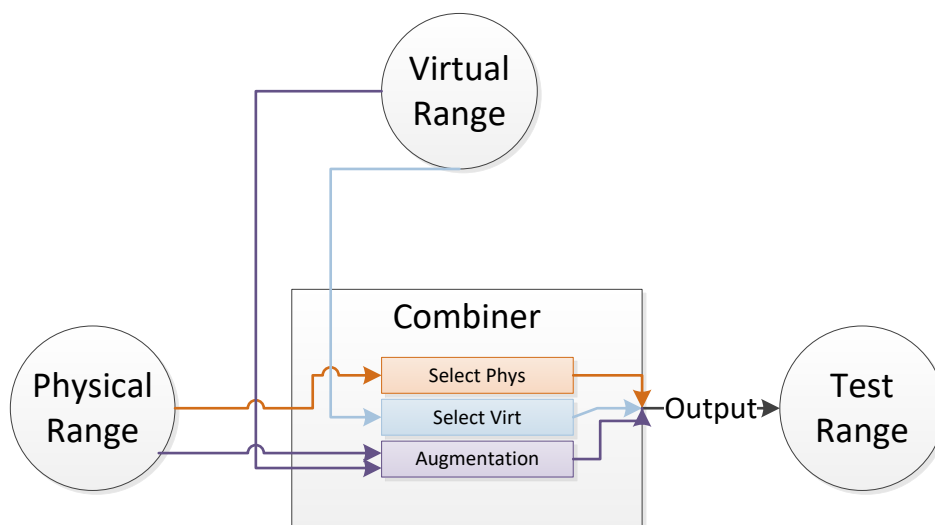 Virtual
Range
Combiner
Physical
Range
Select Phys
Select Virt
Augmentation
Output
Test
Range